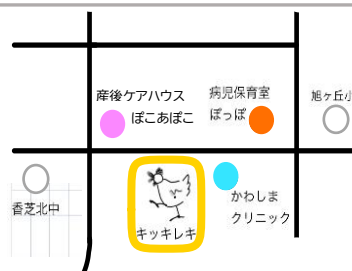 産後ケアハウス
ぽこあぽこ
病児保育室
ぽっぽ
旭ヶ丘小
香芝北中
キッキレキ
かわしま
クリニック